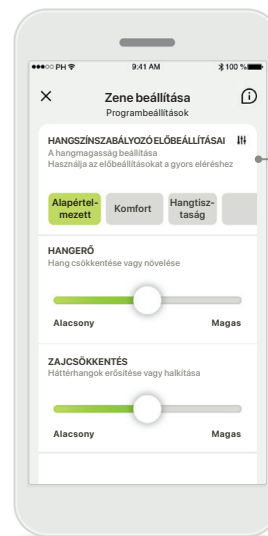 PH 9:41 AM 100 %
Zene beállítása
Programbeállítások
HANGSZÍNSZABÁLYOZÓ ELŐBEÁLLÍTÁSAI
A hangmagasság beállítása
Használja az előbeállításokat a gyors eléréshez
Alapértel-
mezett
Komfort
Hangtisz-
taság
HANGERŐ
Hang csökkentése vagy növelése
Alacsony Magas
ZAJCSÖKKENTÉS
Háttérhangok erősítése vagy halkítása
Alacsony Magas